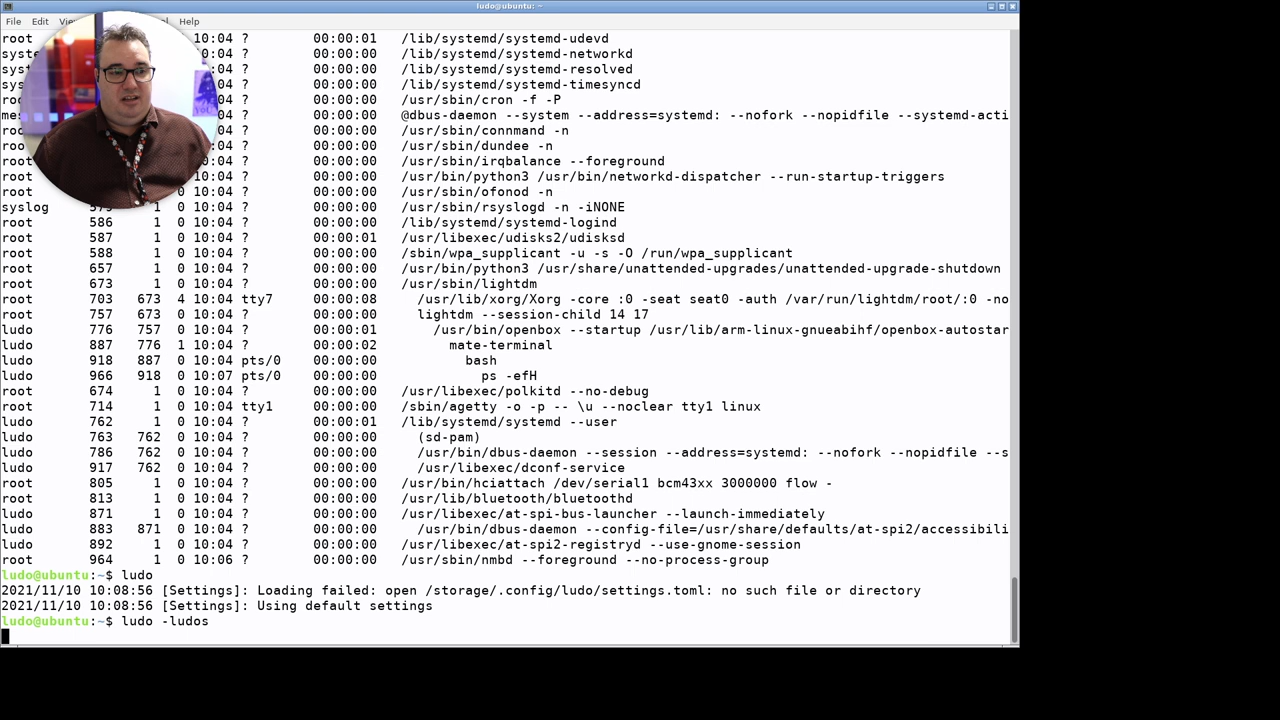 ludo@ubuntu: ~
File Edit Help
root 10:04 ? 00:00:01 /lib/systemd/systemd-udevd
10:04 ? 00:00:00 /lib/systemd/systemd-networkd
10:04 ? 00:00:00 /lib/systemd/systemd-resolved
10:04 ? 00:00:00 /lib/systemd/systemd-timesyncd
10:04 ? 00:00:00 /usr/sbin/cron -f -P
10:04 ? 00:00:00 @dbus-daemon --system --address=systemd: --nofork --nopidfile --systemd-acti
10:04 ? 00:00:00 /usr/sbin/connmand -n
10:04 ? 00:00:00 /usr/sbin/dundee -n
10:04 ? 00:00:00 /usr/sbin/irqbalance --foreground
root 10:04 ? 00:00:00 /usr/bin/python3 /usr/bin/networkd-dispatcher --run-startup-triggers
root 0 10:04 ? 00:00:00 /usr/sbin/ofonod -n
syslog 1 0 10:04 ? 00:00:00 /usr/sbin/rsyslogd -n -iNONE
root 586 1 0 10:04 ? 00:00:00 /lib/systemd/systemd-logind
root 587 1 0 10:04 ? 00:00:01 /usr/libexec/udisks2/udisksd
root 588 1 0 10:04 ? 00:00:00 /sbin/wpa_supplicant -u -s -O /run/wpa_supplicant
root 657 1 0 10:04 ? 00:00:00 /usr/bin/python3 /usr/share/unattended-upgrades/unattended-upgrade-shutdown
root 673 1 0 10:04 ? 00:00:00 /usr/sbin/lightdm
root 703 673 4 10:04 tty7 00:00:08 /usr/lib/xorg/Xorg -core :0 -seat seat0 -auth /var/run/lightdm/root/:0 -no
root 757 673 0 10:04 ? 00:00:00 lightdm --session-child 14 17
ludo 776 757 0 10:04 ? 00:00:01 /usr/bin/openbox --startup /usr/lib/arm-linux-gnueabihf/openbox-autostar
ludo 887 776 1 10:04 ? 00:00:02 mate-terminal
ludo 918 887 0 10:04 pts/0 00:00:00 bash
ludo 966 918 0 10:07 pts/0 00:00:00 ps -efH
root 674 1 0 10:04 ? 00:00:00 /usr/libexec/polkitd --no-debug
root 714 1 0 10:04 tty1 00:00:00 /sbin/agetty -o -p -- \u --noclear tty1 linux
ludo 762 1 0 10:04 ? 00:00:01 /lib/systemd/systemd --user
ludo 763 762 0 10:04 ? 00:00:00 (sd-pam)
ludo 786 762 0 10:04 ? 00:00:00 /usr/bin/dbus-daemon --session --address=systemd: --nofork --nopidfile --s
ludo 917 762 0 10:04 ? 00:00:00 /usr/libexec/dconf-service
root 805 1 0 10:04 ? 00:00:00 /usr/bin/hciattach /dev/serial1 bcm43xx 3000000 flow -
root 813 1 0 10:04 ? 00:00:00 /usr/lib/bluetooth/bluetoothd
ludo 871 1 0 10:04 ? 00:00:00 /usr/libexec/at-spi-bus-launcher --launch-immediately
ludo 883 871 0 10:04 ? 00:00:00 /usr/bin/dbus-daemon --config-file=/usr/share/defaults/at-spi2/accessibili
ludo 892 1 0 10:04 ? 00:00:00 /usr/libexec/at-spi2-registryd --use-gnome-session
root 964 1 0 10:06 ? 00:00:00 /usr/sbin/nmbd --foreground --no-process-group
ludo@ubuntu:~$ ludo
2021/11/10 10:08:56 [Settings]: Loading failed: open /storage/.config/ludo/settings.toml: no such file or directory
2021/11/10 10:08:56 [Settings]: Using default settings
ludo@ubuntu:~$ ludo -ludos